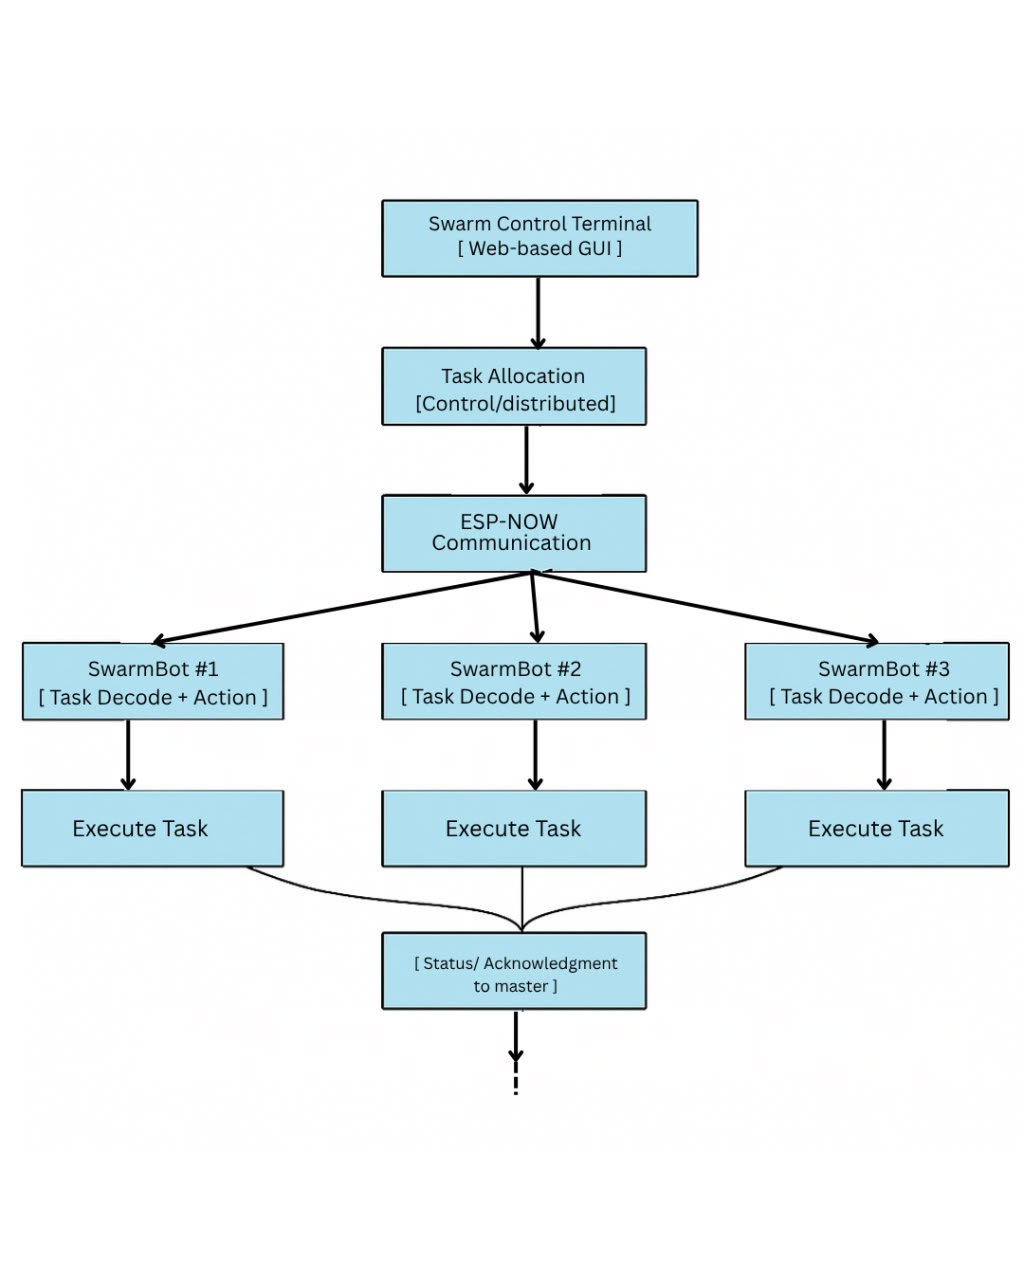 Swarm Control Terminal
[ Web-based GUI ]
Task Allocation
[Control/distributed]
ESP-NOW
Communication
SwarmBot #1
[ Task Decode + Action ]
SwarmBot #2
[ Task Decode + Action ]
SwarmBot #3
[ Task Decode + Action ]
Execute Task
Execute Task
Execute Task
[ Status/ Acknowledgment
to master ]